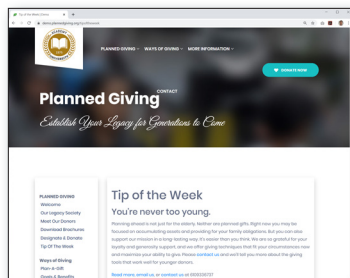 Tip of the Week | Demo
PLANNED GIVING
WAYS OF GIVING
MORE INFORMATION
DONATE NOW
CONTACT
Planned Giving
Establish Your Legacy for Generations to Come
PLANNED GIVING
Welcome
Our Legacy Society
Meet Our Donors
Download Brochures
Designate A Donate
Tip Of The Week
Ways of Giving
Plan-A-Gift
Goals & Benefits
Tip of the Week
You're never too young.
Planning ahead is not just for the elderly. Neither are planned gifts. Right now you may be
focused on accumulating assets and providing for your family obligations. But you can also
support our mission in a long-lasting way. It's easier than you think. We are so grateful for your
loyalty and generosity support, and we offer giving techniques that fit your circumstances now
and maximize your ability to give. Please contact us and we'll tell you more about the giving
tools that work well for younger donors.
Read more, email us, or contact us at